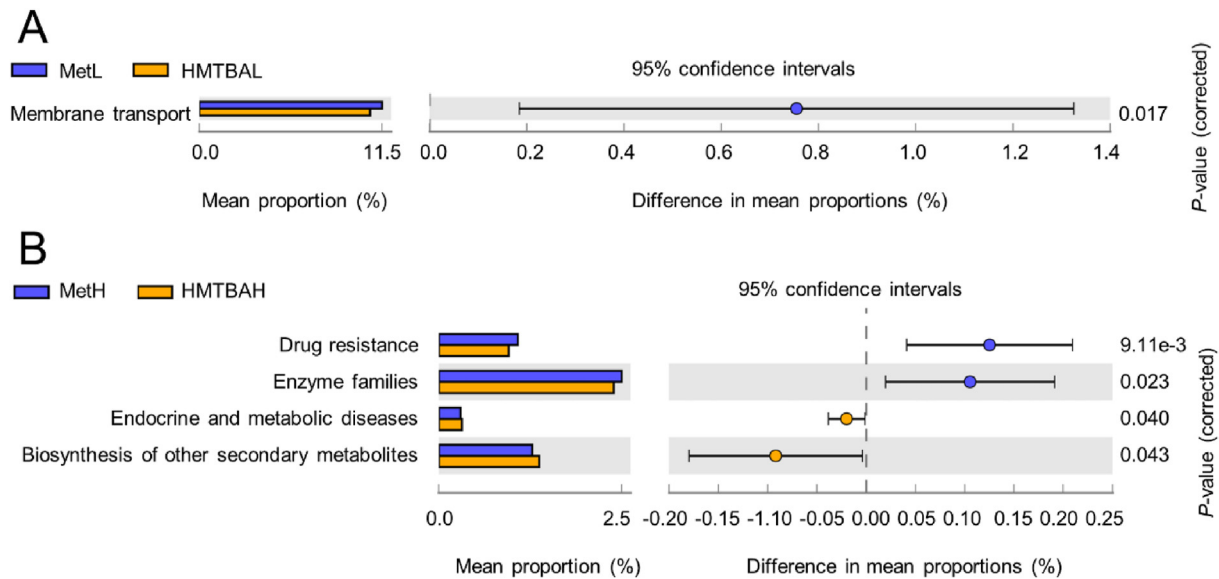 A
MetL HMTBAL
95% confidence intervals
Membrane transport
0.017
0.0 11.5
0.0 0.2 0.4 0.6 0.8 1.0 1.2 1.4
Mean proportion (%)
Difference in mean proportions (%)
P-value (corrected)
B
MetH HMTBAH
95% confidence intervals
Drug resistance
9.11e-3
Enzyme families
0.023
Endocrine and metabolic diseases
0.040
Biosynthesis of other secondary metabolites
0.043
0.0 2.5
-0.20 -0.15 -1.10 -0.05 0.00 0.05 0.10 0.15 0.20 0.25
Mean proportion (%)
Difference in mean proportions (%)
P-value (corrected)